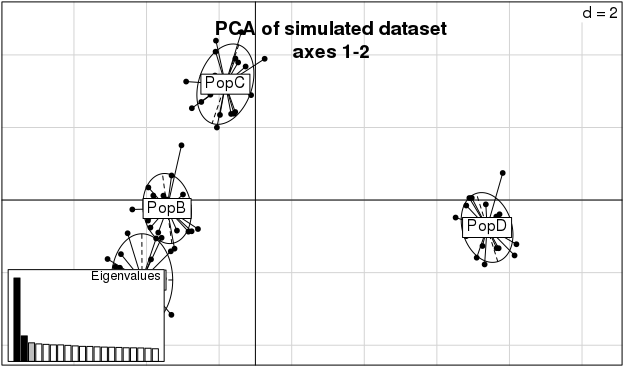 PCA of simulated dataset
axes 1-2
d = 2
PopC
PopB
PopD
Eigenvalues